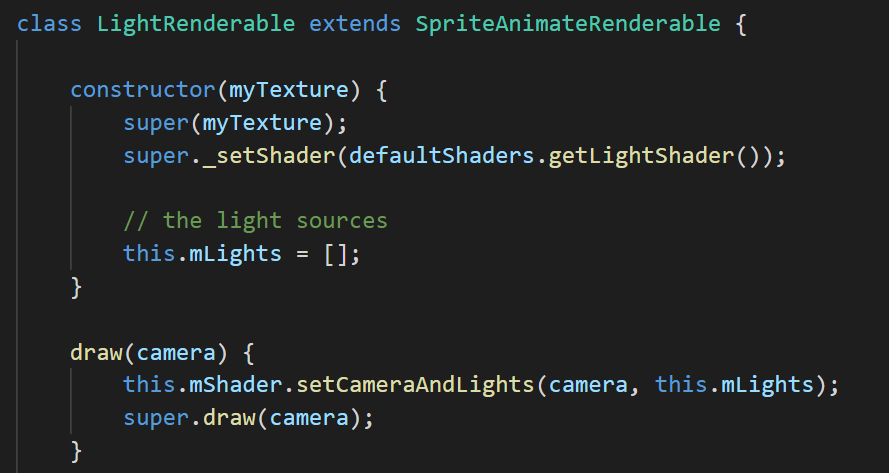 class LightRenderable extends SpriteAnimateRenderable {
constructor(myTexture) {
super(myTexture);
super._setShader(defaultShaders.getLightShader());
// the light sources
this.mLights = [];
}
draw(camera) {
this.mShader.setCameraAndLights(camera, this.mLights);
super.draw(camera);
}